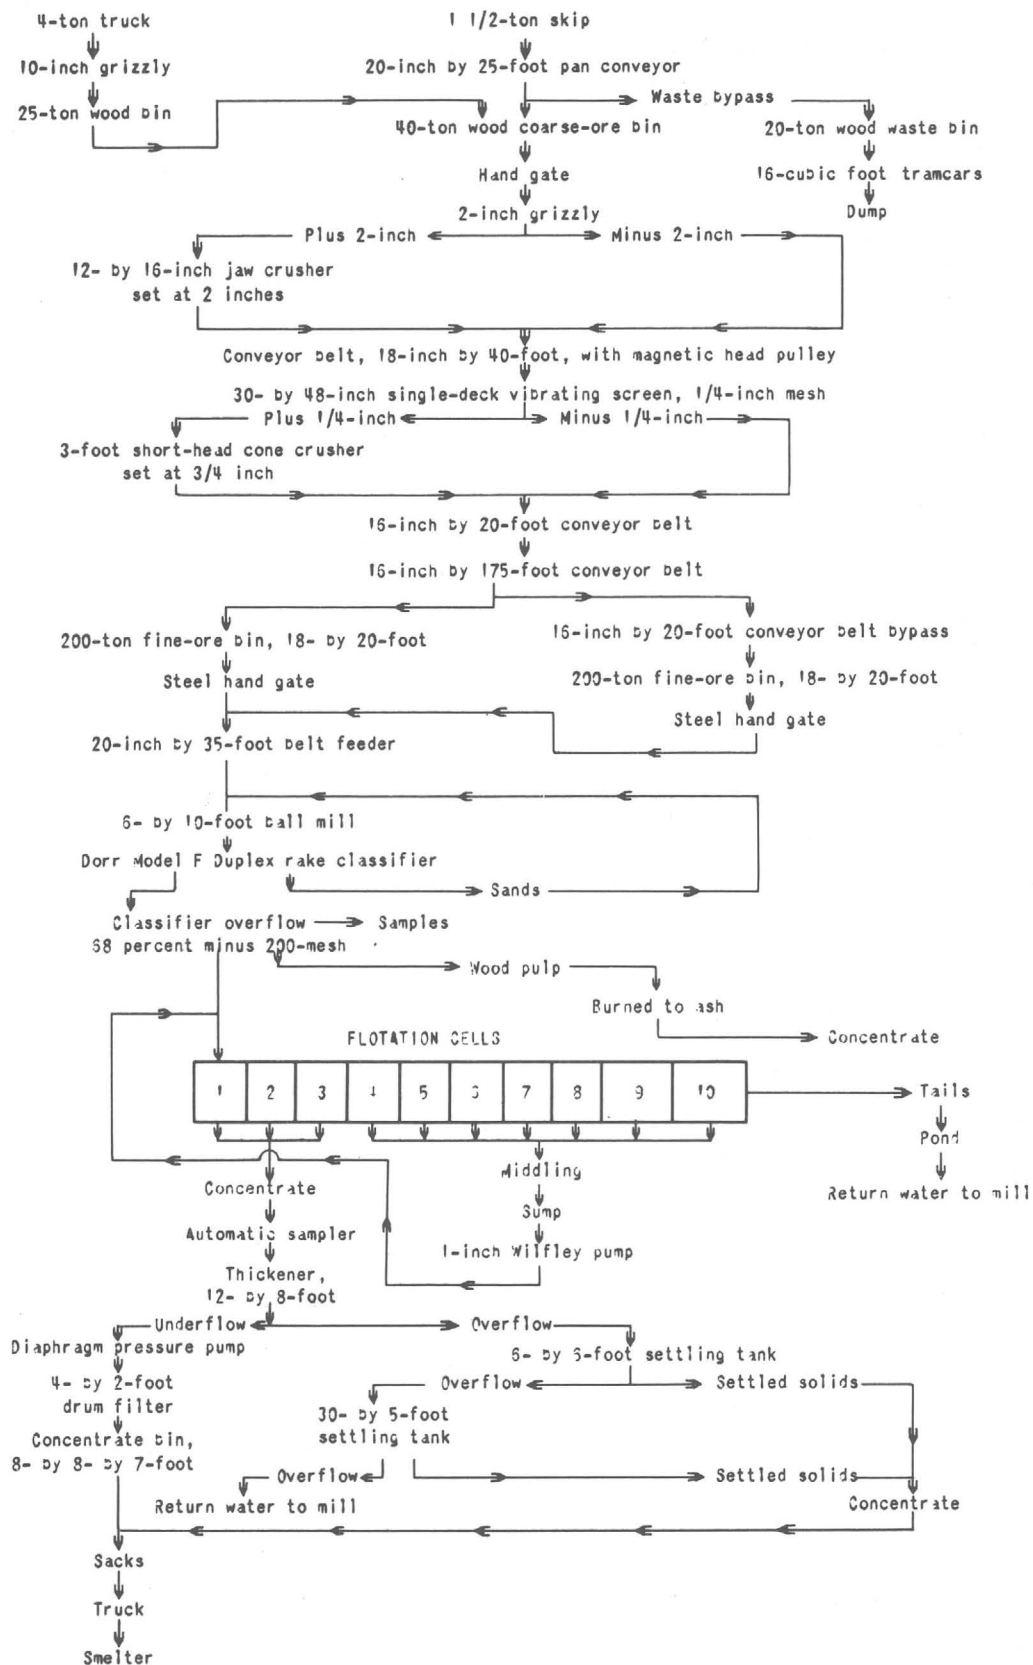 4-ton truck
1 1/2-ton skip
10-inch grizzly
20-inch by 25-foot pan conveyor
25-ton wood bin
Waste bypass
40-ton wood coarse-ore bin
20-ton wood waste bin
Hand gate
16-cubic foot tramcars
2-inch grizzly
Dump
Plus 2-inch
Minus 2-inch
12- by 16-inch jaw crusher
set at 2 inches
Conveyor belt, 18-inch by 40-foot, with magnetic head pulley
30- by 48-inch single-deck vibrating screen, 1/4-inch mesh
Plus 1/4-inch
Minus 1/4-inch
3-foot short-head cone crusher
set at 3/4 inch
16-inch by 20-foot conveyor belt
16-inch by 175-foot conveyor belt
200-ton fine-ore bin, 18- by 20-foot
16-inch by 20-foot conveyor belt bypass
Steel hand gate
200-ton fine-ore bin, 18- by 20-foot
Steel hand gate
20-inch by 35-foot belt feeder
6- by 10-foot ball mill
Dorr Model F Duplex rake classifier
Sands
Classifier overflow
Samples
68 percent minus 200-mesh
Wood pulp
Burned to ash
Concentrate
FLOTATION CELLS
1 2 3 4 5 6 7 8 9 10
Tails
Pond
Return water to mill
Middling
Concentrate
Sump
Automatic sampler
1-inch Wilfley pump
Thickener,
12- by 8-foot
Underflow
Overflow
Diaphragm pressure pump
6- by 6-foot settling tank
4- by 2-foot
drum filter
Overflow
Settled solids
30- by 5-foot
settling tank
Concentrate bin,
8- by 8- by 7-foot
Overflow
Settled solids
Return water to mill
Concentrate
Sacks
Truck
Smelter